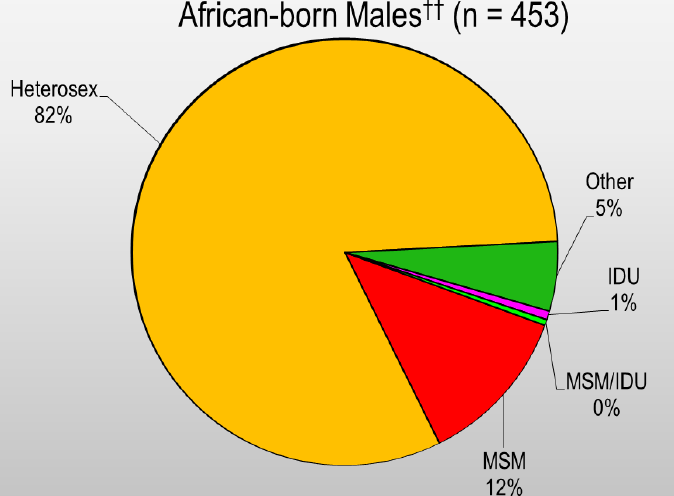 African-born Males†† (n = 453)
Heterosex
82%
Other
5%
IDU
1%
MSM/IDU
0%
MSM
12%